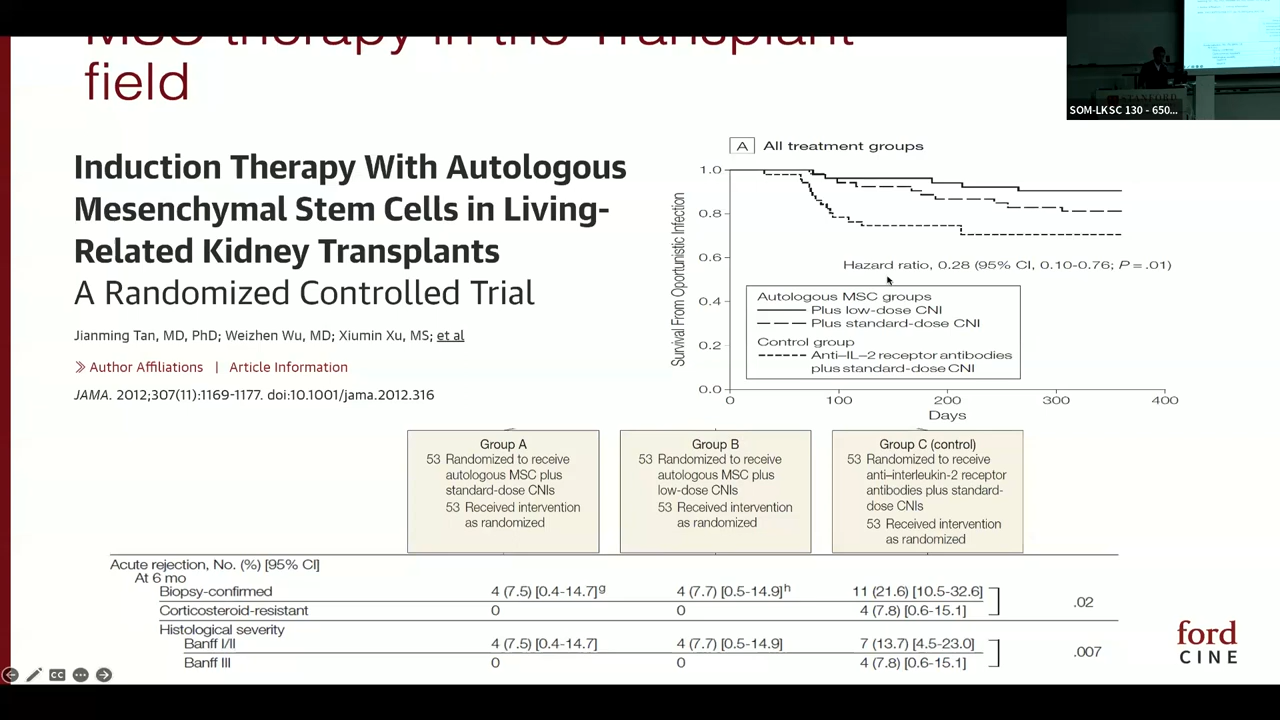 MSC therapy in the Transplant
field
SOM-LKSC 130 - 650...
Induction Therapy With Autologous
Mesenchymal Stem Cells in Living-
Related Kidney Transplants
A Randomized Controlled Trial
Jianming Tan, MD, PhD; Weizhen Wu, MD; Xiumin Xu, MS; et al
Author Affiliations | Article Information
JAMA. 2012;307(11):1169-1177. doi:10.1001/jama.2012.316
A All treatment groups
Survival From Opportunistic Infection
1.0
0.8
0.6
0.4
0.2
0.0
Hazard ratio, 0.28 (95% CI, 0.10-0.76; P=.01)
Autologous MSC groups
Plus low-dose CNI
Plus standard-dose CNI
Control group
Anti–IL–2 receptor antibodies
plus standard-dose CNI
0 100 200 300 400
Days
Group A
53 Randomized to receive
autologous MSC plus
standard-dose CNIs
53 Received intervention
as randomized
Group B
53 Randomized to receive
autologous MSC plus
low-dose CNIs
53 Received intervention
as randomized
Group C (control)
53 Randomized to receive
anti–interleukin-2 receptor
antibodies plus standard-
dose CNIs
53 Received intervention
as randomized
Acute rejection, No. (%) [95% CI]
At 6 mo
Biopsy-confirmed 4 (7.5) [0.4-14.7]g 4 (7.7) [0.5-14.9]h 11 (21.6) [10.5-32.6]
.02
Corticosteroid-resistant 0 0 4 (7.8) [0.6-15.1]
Histological severity
Banff I/II 4 (7.5) [0.4-14.7] 4 (7.7) [0.5-14.9] 7 (13.7) [4.5-23.0]
.007
Banff III 0 0 4 (7.8) [0.6-15.1]
ford
CINE
CC